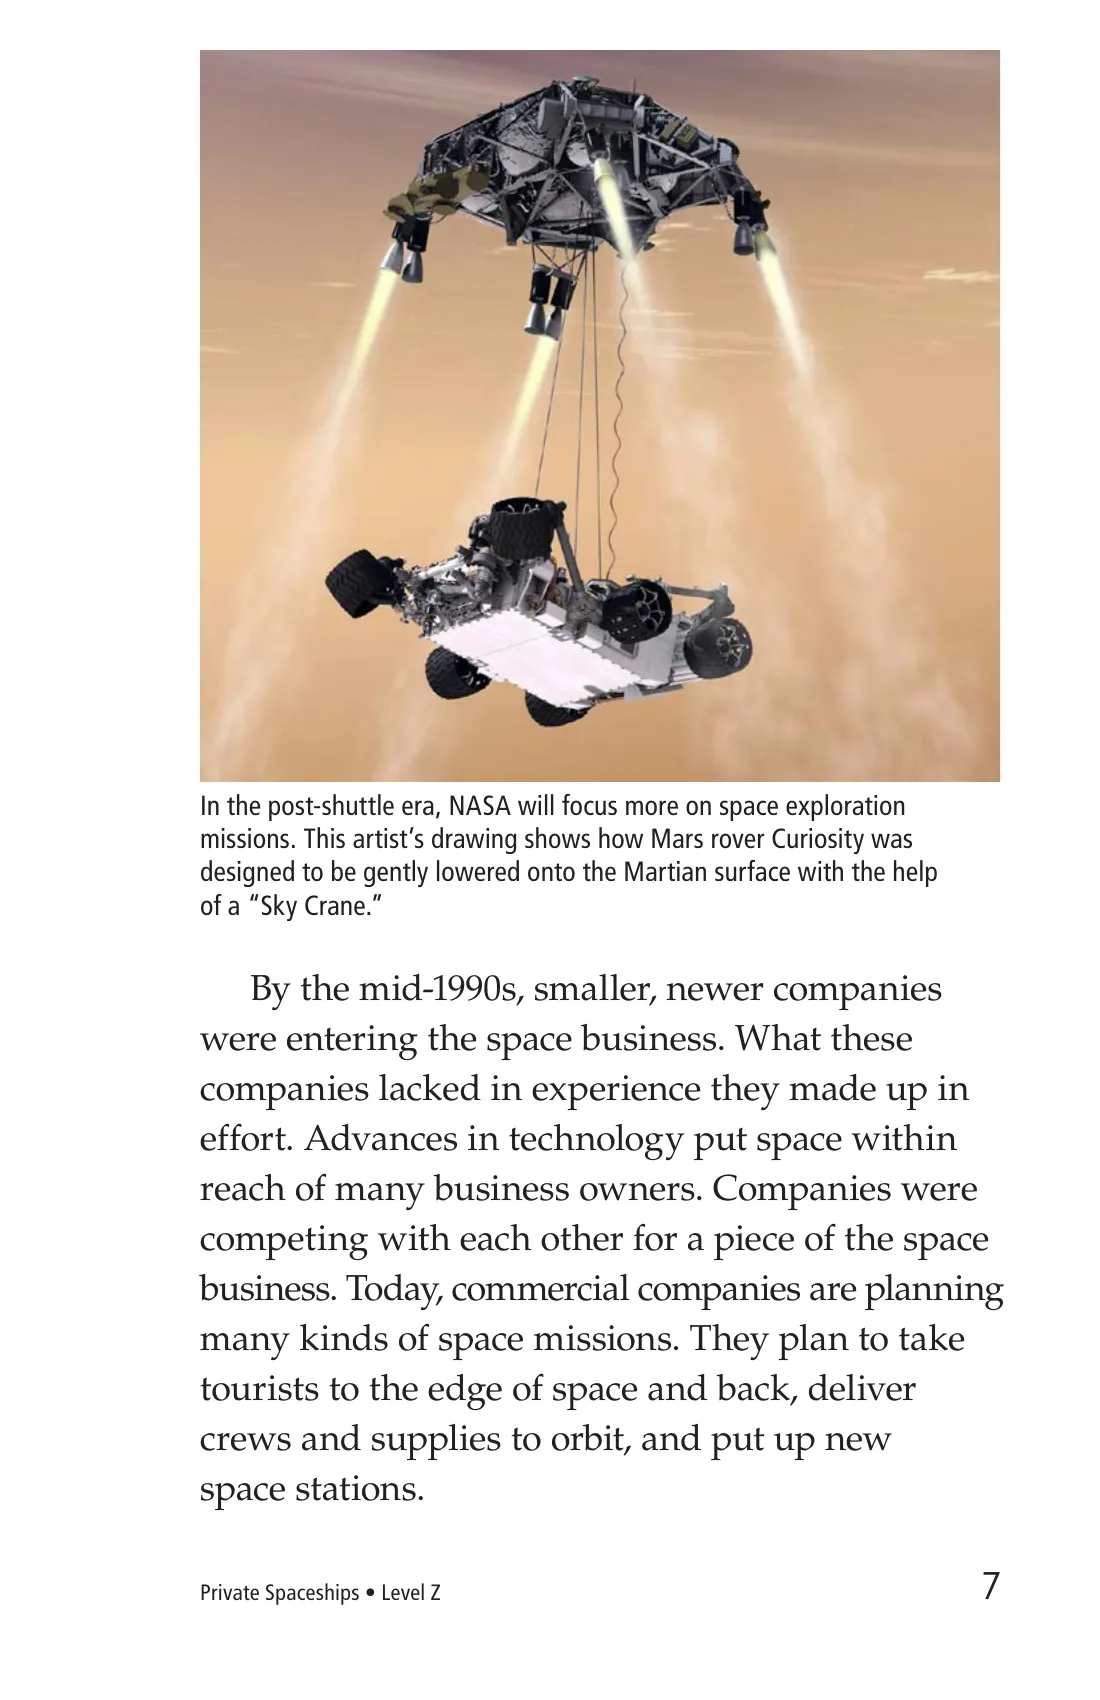 In the post-shuttle era, NASA will focus more on space exploration
missions. This artist’s drawing shows how Mars rover Curiosity was
designed to be gently lowered onto the Martian surface with the help
of a “Sky Crane.”
By the mid-1990s, smaller, newer companies
were entering the space business. What these
companies lacked in experience they made up in
effort. Advances in technology put space within
reach of many business owners. Companies were
competing with each other for a piece of the space
business. Today, commercial companies are planning
many kinds of space missions. They plan to take
tourists to the edge of space and back, deliver
crews and supplies to orbit, and put up new
space stations.
Private Spaceships • Level Z 7